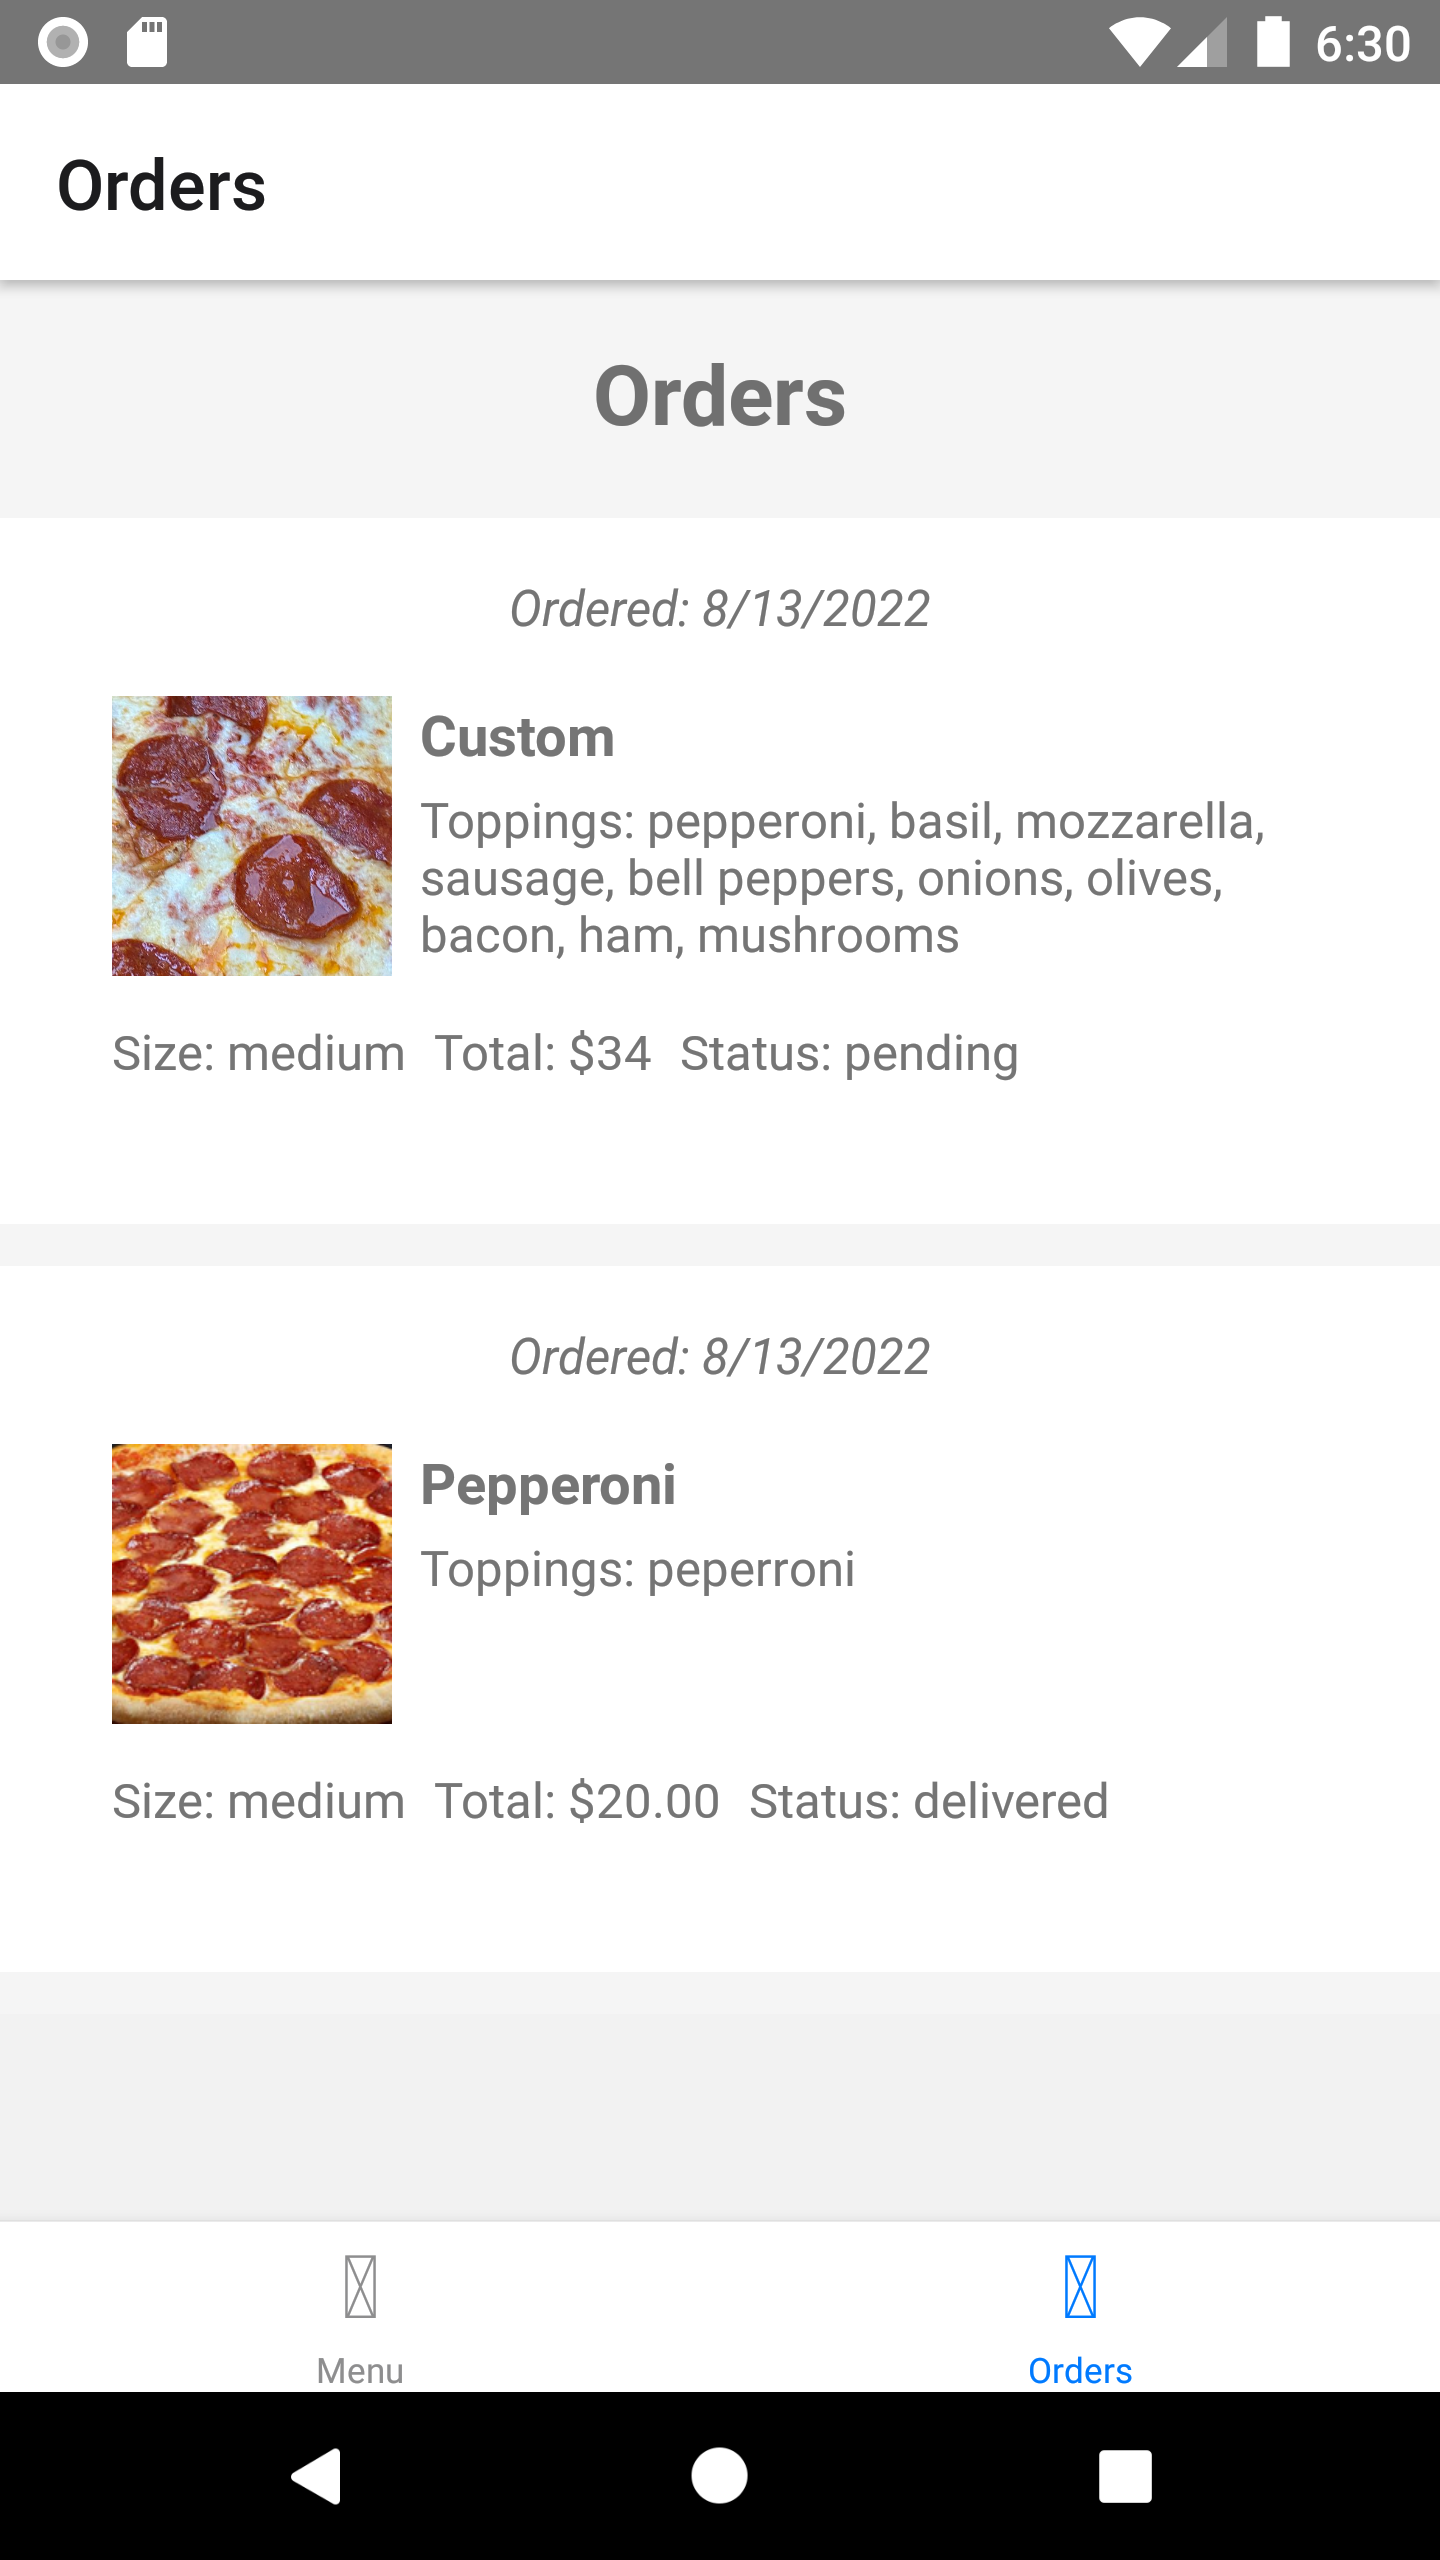 6:30
Orders
Orders
Ordered: 8/13/2022
Custom
Toppings: pepperoni, basil, mozzarella,
sausage, bell peppers, onions, olives,
bacon, ham, mushrooms
Size: medium Total: $34 Status: pending
Ordered: 8/13/2022
Pepperoni
Toppings: peperroni
Size: medium Total: $20.00 Status: delivered
Menu Orders